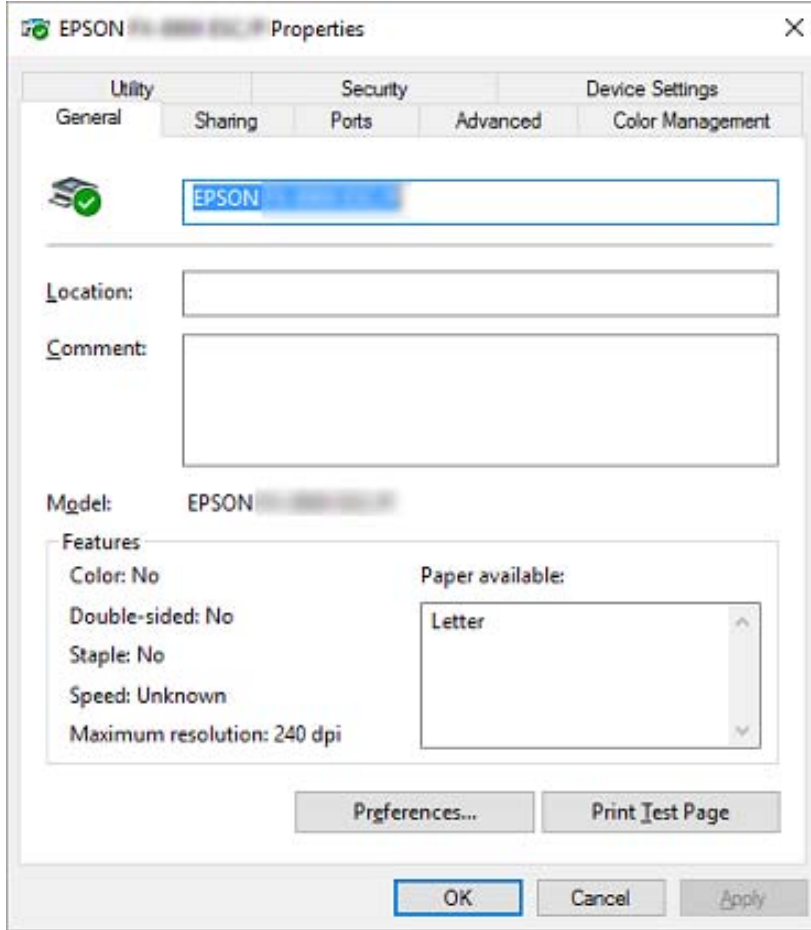 EPSON Properties
Utility Security Device Settings
General Sharing Ports Advanced Color Management
EPSON
Location:
Comment:
Model: EPSON
Features
Color: No
Double-sided: No
Staple: No
Speed: Unknown
Maximum resolution: 240 dpi
Paper available:
Letter
Preferences... Print Test Page
OK Cancel Apply